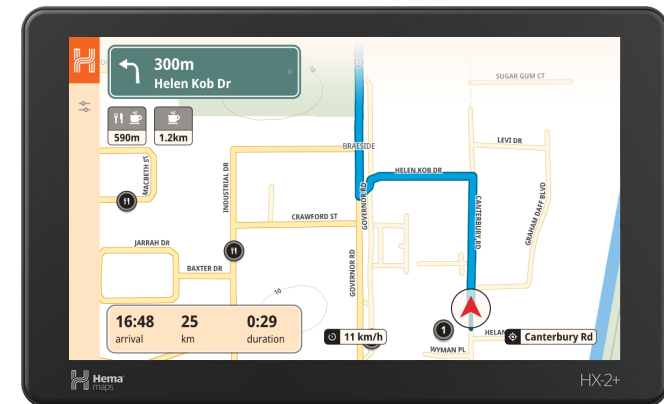 300m
Helen Kob Dr
590m
1.2km
SUGAR GUM CT
LEVI DR
BRAESIDE
HELEN KOB DR
MACBETH ST
INDUSTRIAL DR
GOVERNOR RD
CANTERBURY RD
GRAHAM DAFF BLVD
CRAWFORD ST
JARRAH DR
BAXTER DR
GOVERNOR RD
10
16:48
25
0:29
arrival
km
duration
11 km/h
1
Canterbury Rd
WYMAN PL
Hema
maps
HX-2+